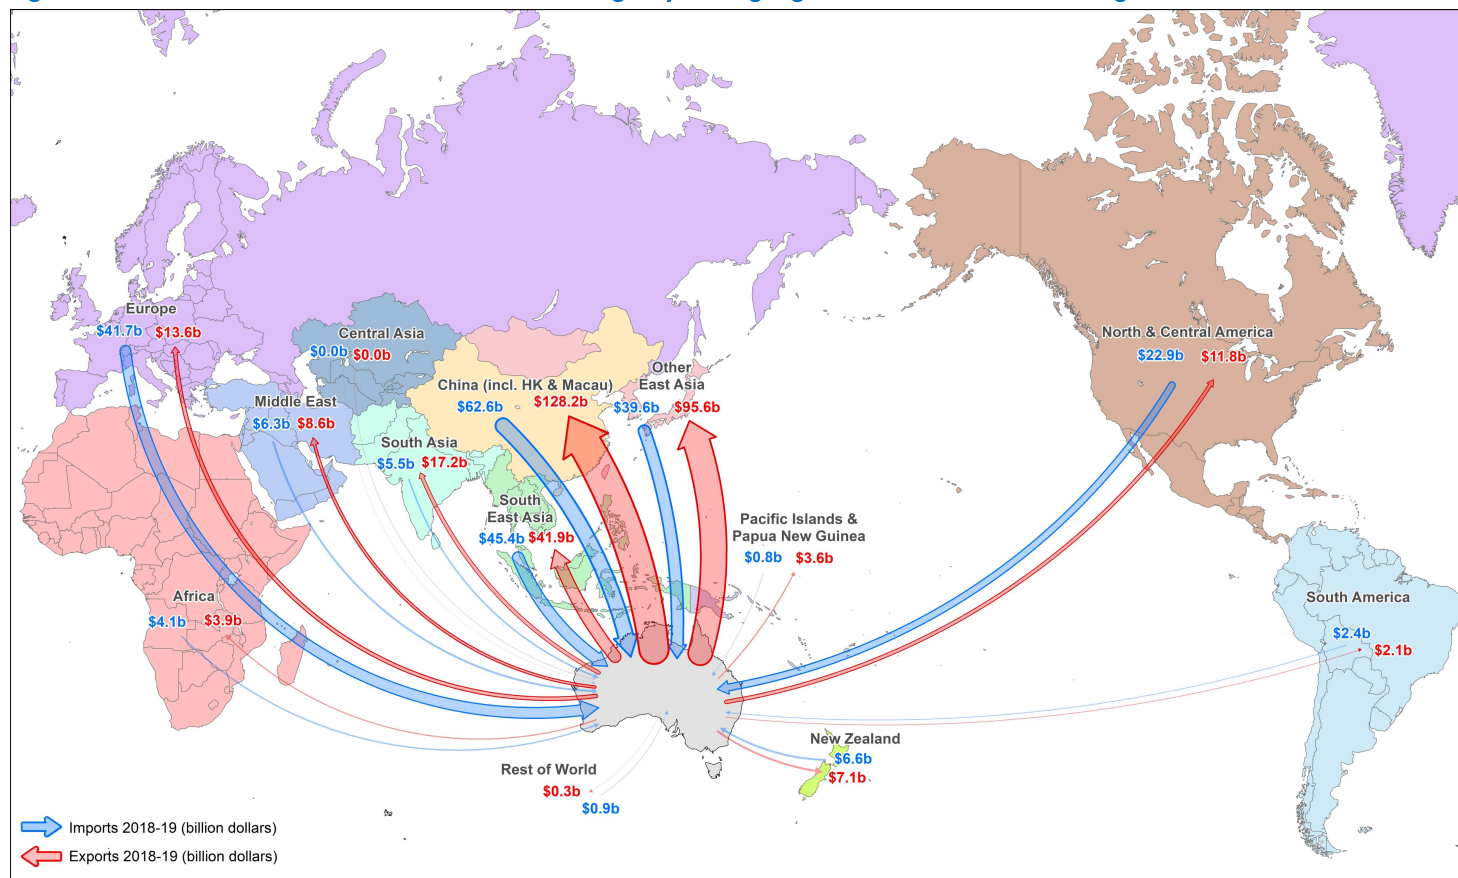 Europe
$41.7b $13.6b
Central Asia
$0.0b $0.0b
Middle East
$6.3b $8.6b
China (incl. HK & Macau)
$62.6b $128.2b
Other
East Asia
$39.6b $95.6b
North & Central America
$22.9b $11.8b
South Asia
$5.5b $17.2b
South
East Asia
$45.4b $41.9b
Pacific Islands &
Papua New Guinea
$0.8b $3.6b
Africa
$4.1b $3.9b
South America
$2.4b
$2.1b
New Zealand
$6.6b
$7.1b
Rest of World
$0.3b
$0.9b
Imports 2018-19 (billion dollars)
Exports 2018-19 (billion dollars)